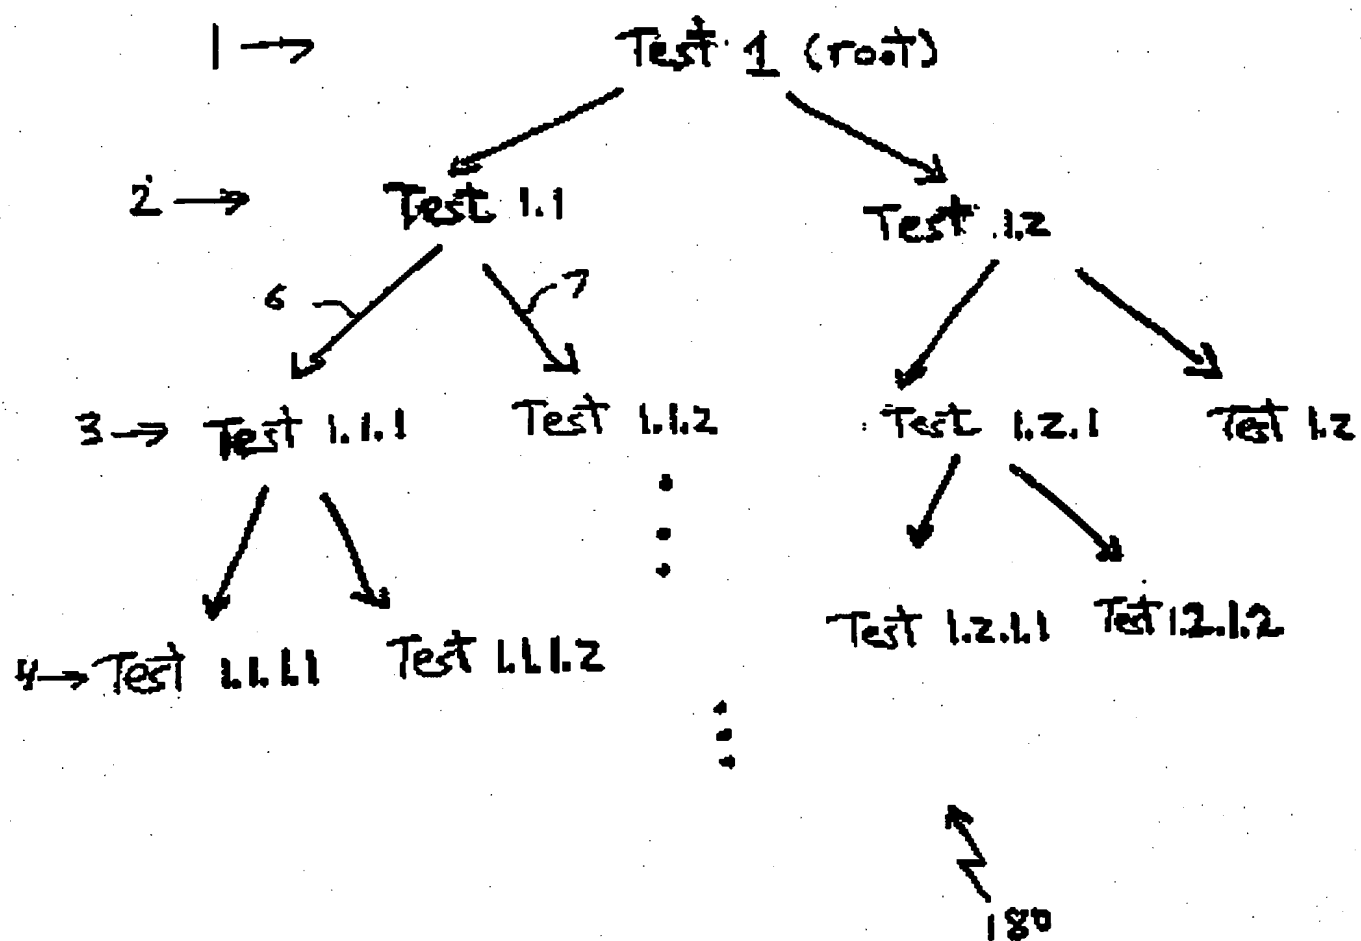 1 → Test 1 (root)
2 → Test 1.1 Test 1.2
6 7
3 → Test 1.1.1 Test 1.1.2 Test 1.2.1 Test 1.2
4 → Test 1.1.1.1 Test 1.1.1.2 Test 1.2.1.1 Test 1.2.1.2
180